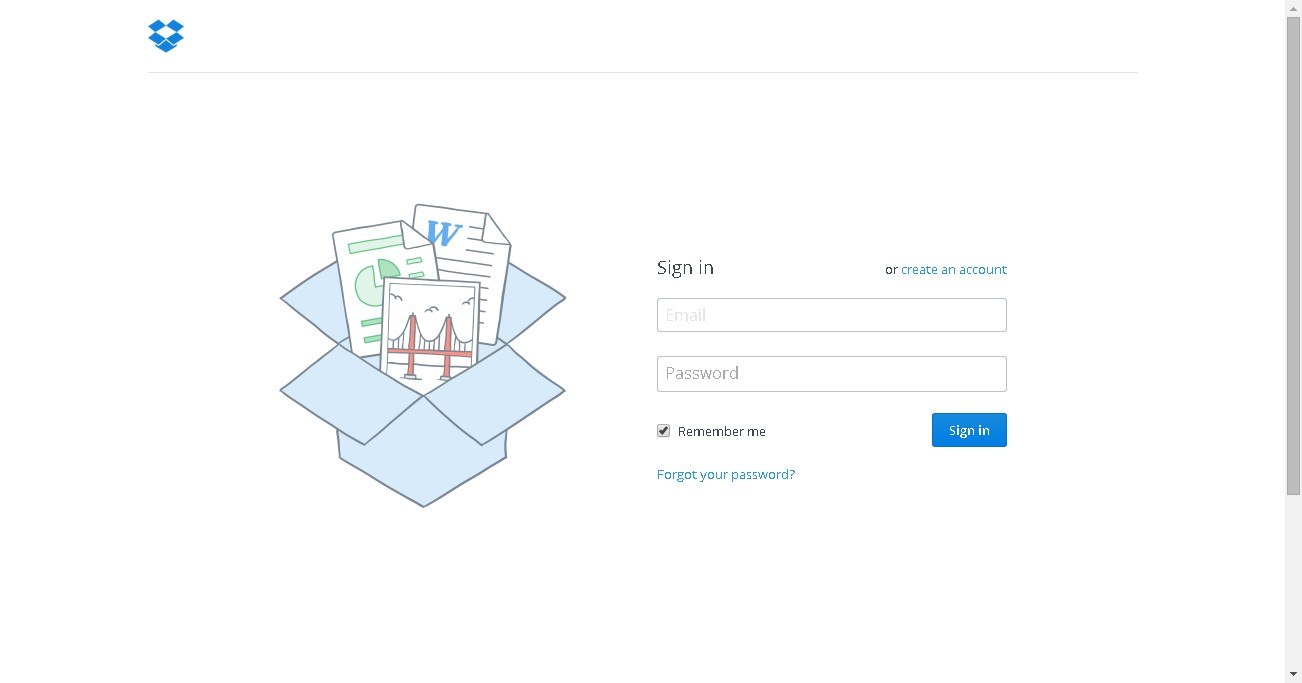 W
Sign in
or create an account
Email
Password
Remember me
Sign in
Forgot your password?